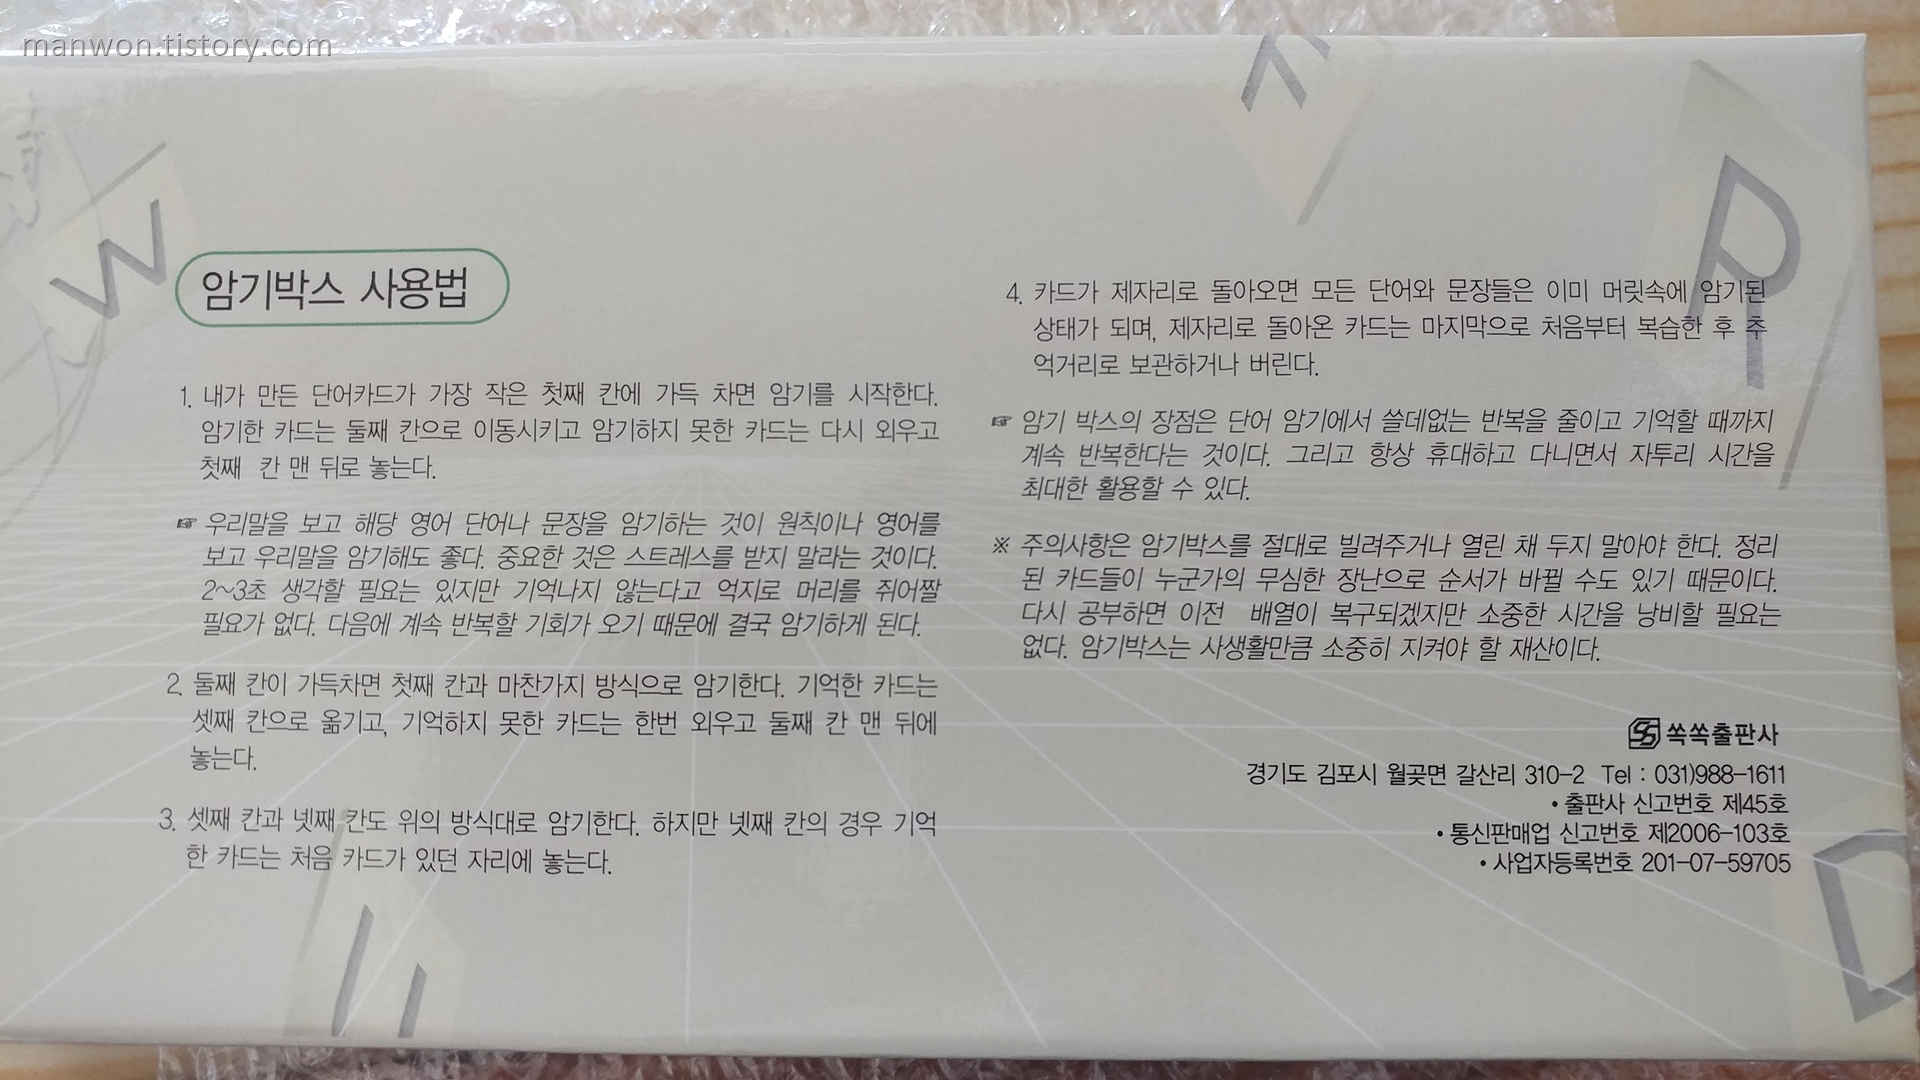 manwon.tistory.com
암기박스 사용법
1. 내가 만든 단어카드가 가장 작은 첫째 칸에 가득 차면 암기를 시작한다.
암기한 카드는 둘째 칸으로 이동시키고 암기하지 못한 카드는 다시 외우고
첫째 칸 맨 뒤로 놓는다.
☞ 우리말을 보고 해당 영어 단어나 문장을 암기하는 것이 원칙이나 영어를
보고 우리말을 암기해도 좋다. 중요한 것은 스트레스를 받지 말라는 것이다.
2~3초 생각할 필요는 있지만 기억나지 않는다고 억지로 머리를 쥐어짤
필요가 없다. 다음에 계속 반복할 기회가 오기 때문에 결국 암기하게 된다.
2. 둘째 칸이 가득차면 첫째 칸과 마찬가지 방식으로 암기한다. 기억한 카드는
셋째 칸으로 옮기고, 기억하지 못한 카드는 한번 외우고 둘째 칸 맨 뒤에
놓는다.
3. 셋째 칸과 넷째 칸도 위의 방식대로 암기한다. 하지만 넷째 칸의 경우 기억
한 카드는 처음 카드가 있던 자리에 놓는다.
4. 카드가 제자리로 돌아오면 모든 단어와 문장들은 이미 머릿속에 암기된
상태가 되며, 제자리로 돌아온 카드는 마지막으로 처음부터 복습한 후 추
억거리로 보관하거나 버린다.
☞ 암기 박스의 장점은 단어 암기에서 쓸데없는 반복을 줄이고 기억할 때까지
계속 반복한다는 것이다. 그리고 항상 휴대하고 다니면서 자투리 시간을
최대한 활용할 수 있다.
※ 주의사항은 암기박스를 절대로 빌려주거나 열린 채 두지 말아야 한다. 정리
된 카드들이 누군가의 무심한 장난으로 순서가 바뀔 수도 있기 때문이다.
다시 공부하면 이전 배열이 복구되겠지만 소중한 시간을 낭비할 필요는
없다. 암기박스는 사생활만큼 소중히 지켜야 할 재산이다.
SS 쏙쏙출판사
경기도 김포시 월곶면 갈산리 310-2 Tel : 031)988-1611
• 출판사 신고번호 제45호
• 통신판매업 신고번호 제2006-103호
• 사업자등록번호 201-07-59705
W
R
D